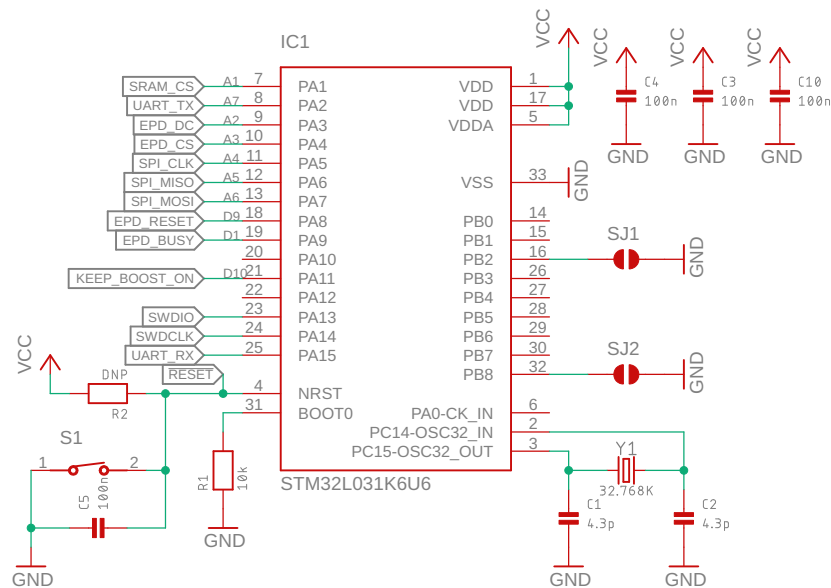 IC1
VCC
VCC
VCC
VCC
SRAM_CS A1 7 PA1 VDD 1
UART_TX A7 8 PA2 VDD 17
EPD_DC A2 9 PA3 VDDA 5
EPD_CS A3 10 PA4
SPI_CLK A4 11 PA5
SPI_MISO A5 12 PA6 VSS 33 GND
SPI_MOSI A6 13 PA7
EPD_RESET D9 18 PA8 PB0 14
EPD_BUSY D1 19 PA9 PB1 15
20 PA10 PB2 16
KEEP_BOOST_ON D10 21 PA11 PB3 26
22 PA12 PB4 27
SWDIO 23 PA13 PB5 28
SWDCLK 24 PA14 PB6 29
UART_RX 25 PA15 PB7 30
RESET PB8 32
4 NRST
31 BOOT0 PA0-CK_IN 6
PC14-OSC32_IN 2
PC15-OSC32_OUT 3
STM32L031K6U6
C4
100n
GND
C3
100n
GND
C10
100n
GND
SJ1
GND
SJ2
GND
VCC
DNP
R2
S1
1 2
C5
100n
GND
R1
10k
GND
Y1
32.768K
C1
4.3p
GND
C2
4.3p
GND